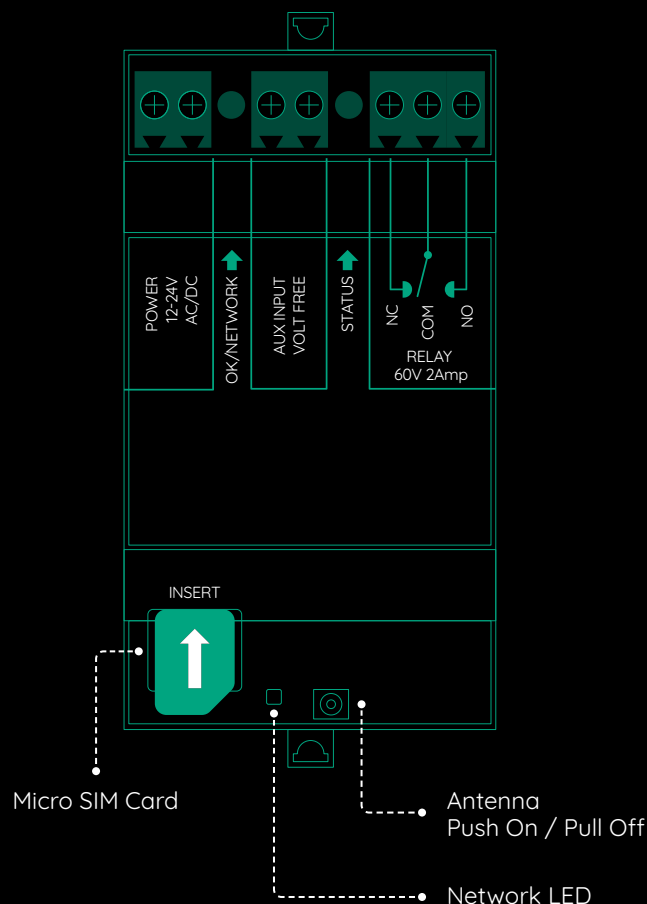 POWER
12-24V
AC/DC
OK/NETWORK
AUX INPUT
VOLT FREE
STATUS
NC
COM
NO
RELAY
60V 2Amp
INSERT
Micro SIM Card
Antenna
Push On / Pull Off
Network LED